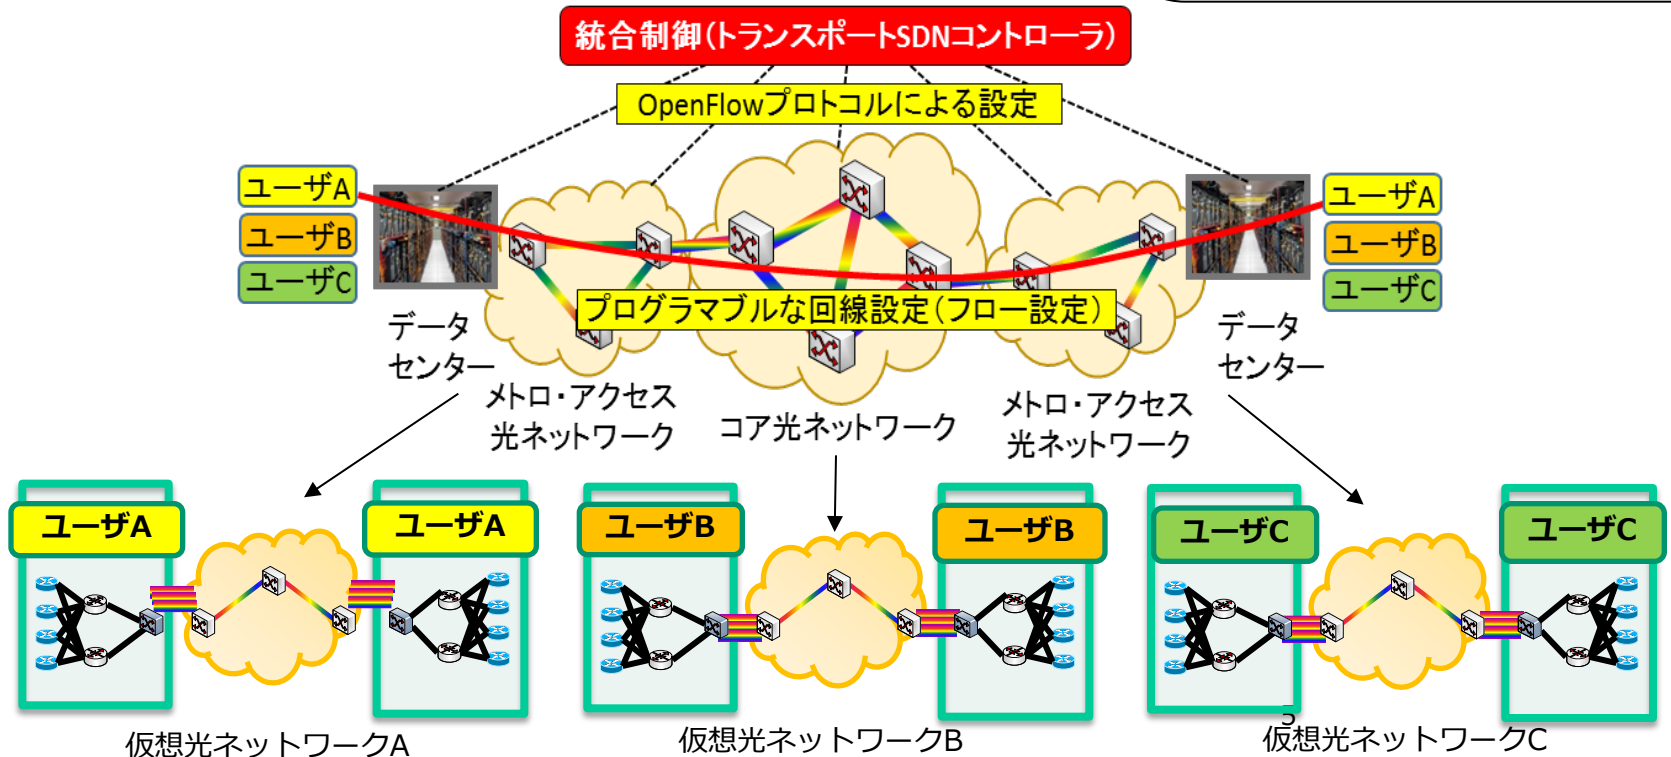 統合制御(トランスポートSDNコントローラ)
OpenFlowプロトコルによる設定
ユーザA
ユーザB
ユーザC
ユーザA
ユーザB
ユーザC
プログラマブルな回線設定(フロー設定)
データ
センター
メトロ・アクセス
光ネットワーク
コア光ネットワーク
メトロ・アクセス
光ネットワーク
データ
センター
ユーザA
ユーザA
ユーザB
ユーザB
ユーザC
ユーザC
仮想光ネットワークA
仮想光ネットワークB
5
仮想光ネットワークC